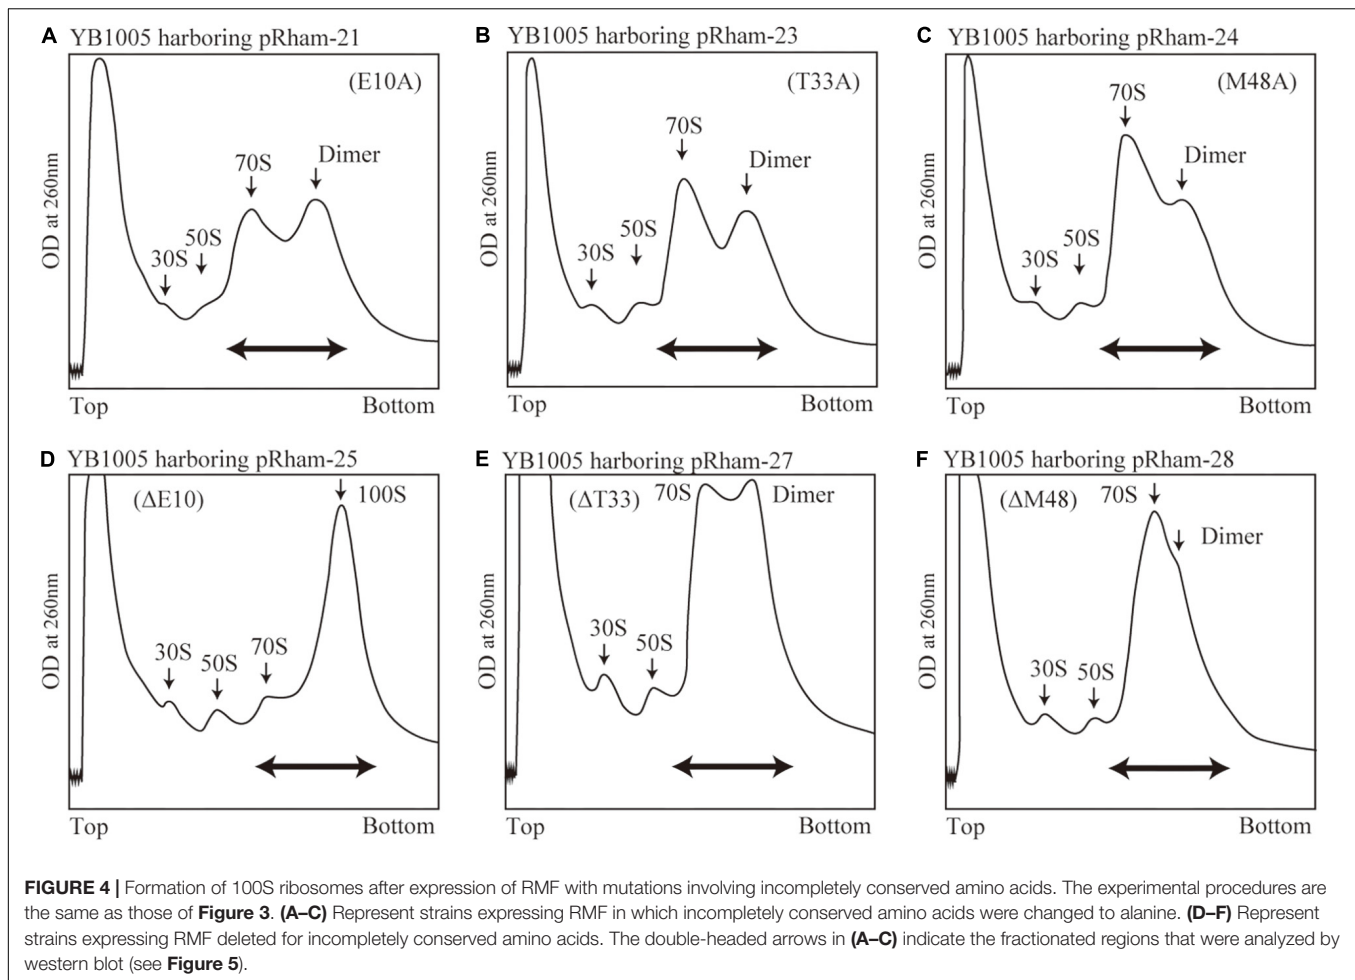 A YB1005 harboring pRham-21
(E10A)
OD at 260nm
30S
50S
70S
Dimer
Top Bottom
B YB1005 harboring pRham-23
(T33A)
OD at 260nm
30S
50S
70S
Dimer
Top Bottom
C YB1005 harboring pRham-24
(M48A)
OD at 260nm
30S
50S
70S
Dimer
Top Bottom
D YB1005 harboring pRham-25
(ΔE10)
OD at 260nm
30S
50S
70S
100S
Top Bottom
E YB1005 harboring pRham-27
(ΔT33)
OD at 260nm
30S
50S
70S
Dimer
Top Bottom
F YB1005 harboring pRham-28
(ΔM48)
OD at 260nm
30S
50S
70S
Dimer
Top Bottom
FIGURE 4 | Formation of 100S ribosomes after expression of RMF with mutations involving incompletely conserved amino acids. The experimental procedures are
the same as those of Figure 3. (A–C) Represent strains expressing RMF in which incompletely conserved amino acids were changed to alanine. (D–F) Represent
strains expressing RMF deleted for incompletely conserved amino acids. The double-headed arrows in (A–C) indicate the fractionated regions that were analyzed by
western blot (see Figure 5).